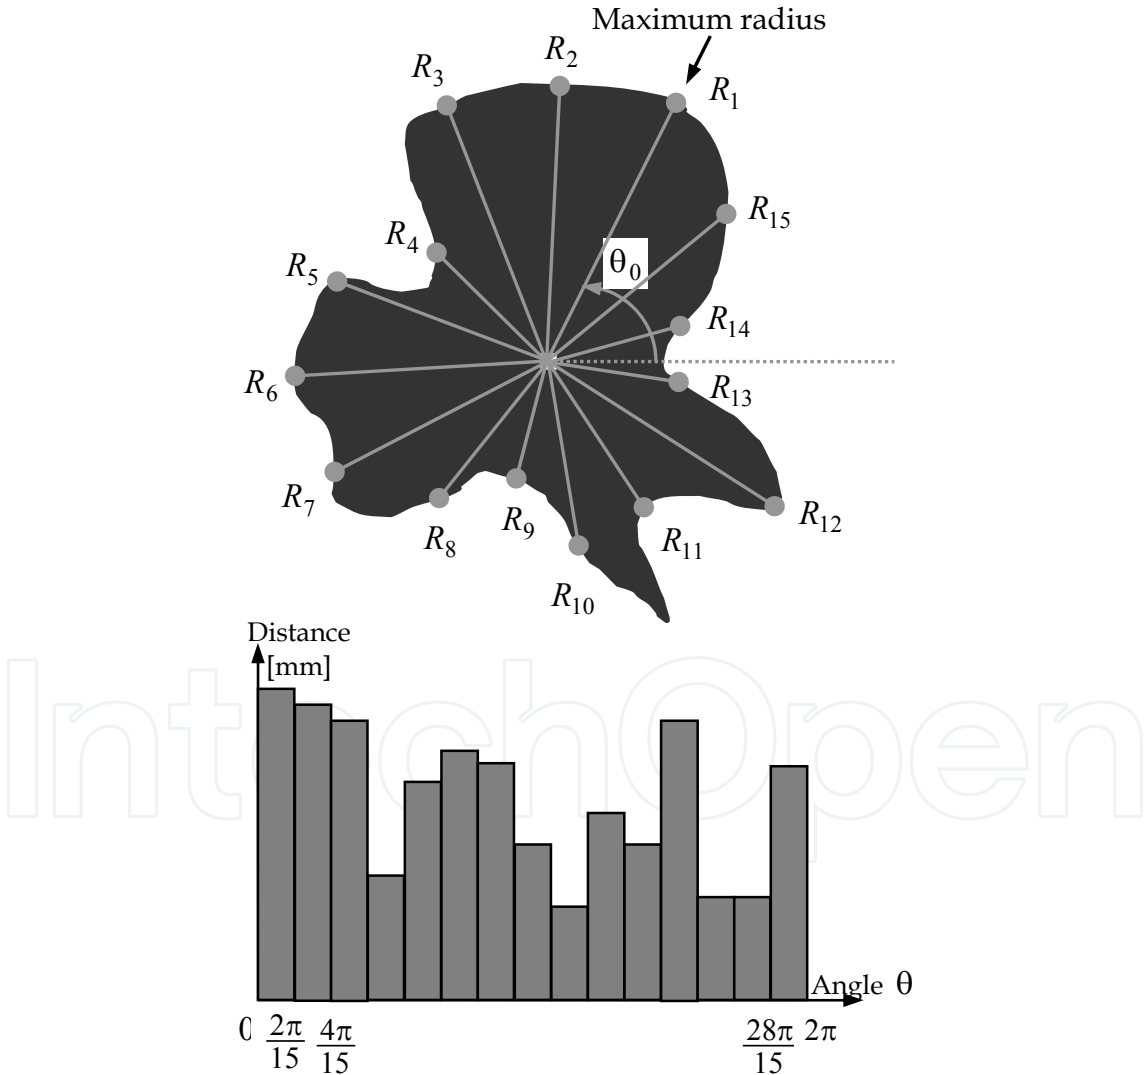 Maximum radius
R2
R3
R1
R15
R4
θ0
R5
R14
R6
R13
R7
R12
R9
R8
R11
R10
Distance
[mm]
IntechOpen
Angle θ
0 2π/15 4π/15 28π/15 2π